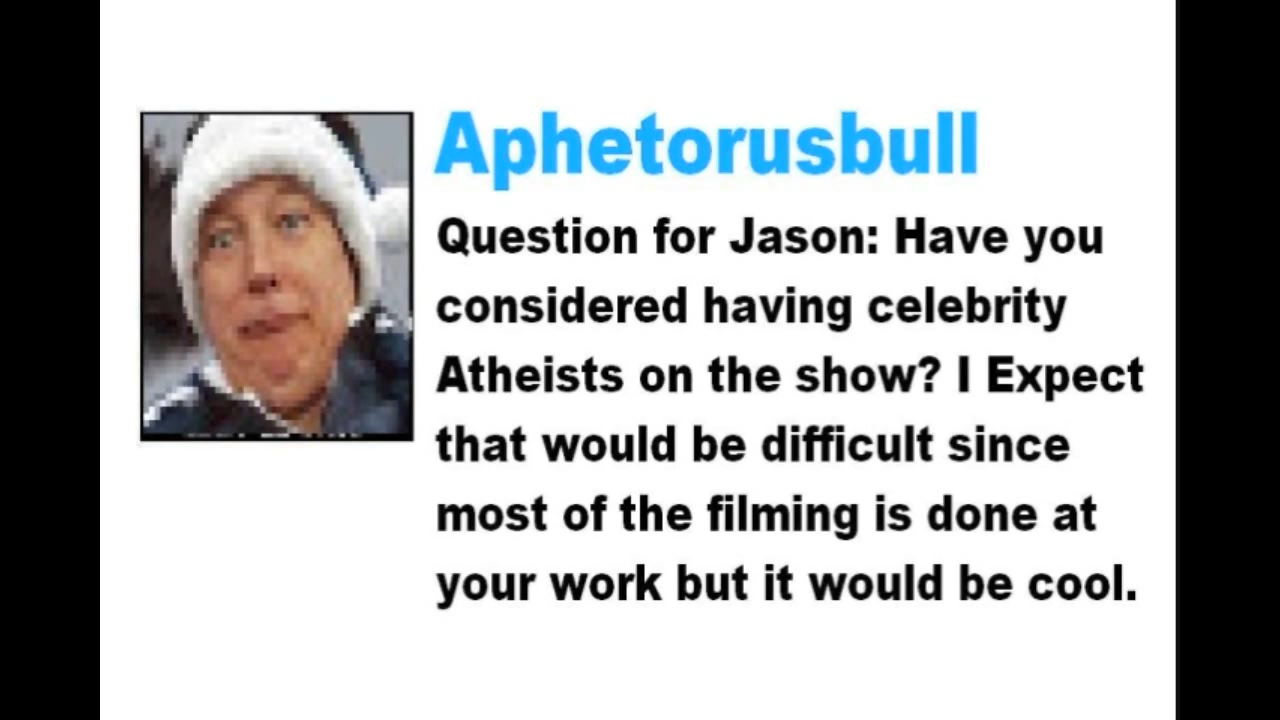 Aphetorusbull
Question for Jason: Have you
considered having celebrity
Atheists on the show? I Expect
that would be difficult since
most of the filming is done at
your work but it would be cool.